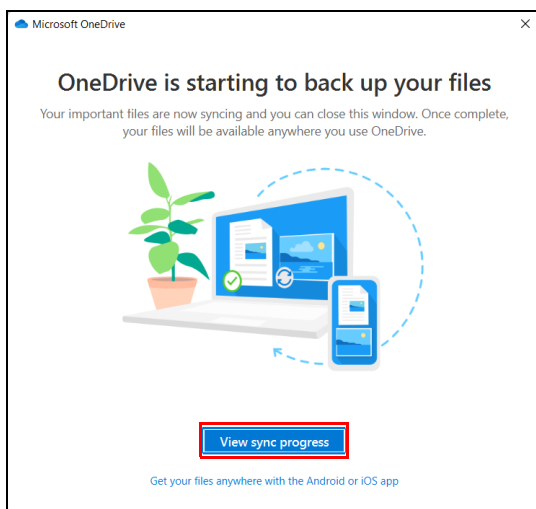 Microsoft OneDrive
OneDrive is starting to back up your files
Your important files are now syncing and you can close this window. Once complete,
your files will be available anywhere you use OneDrive.
View sync progress
Get your files anywhere with the Android or iOS app